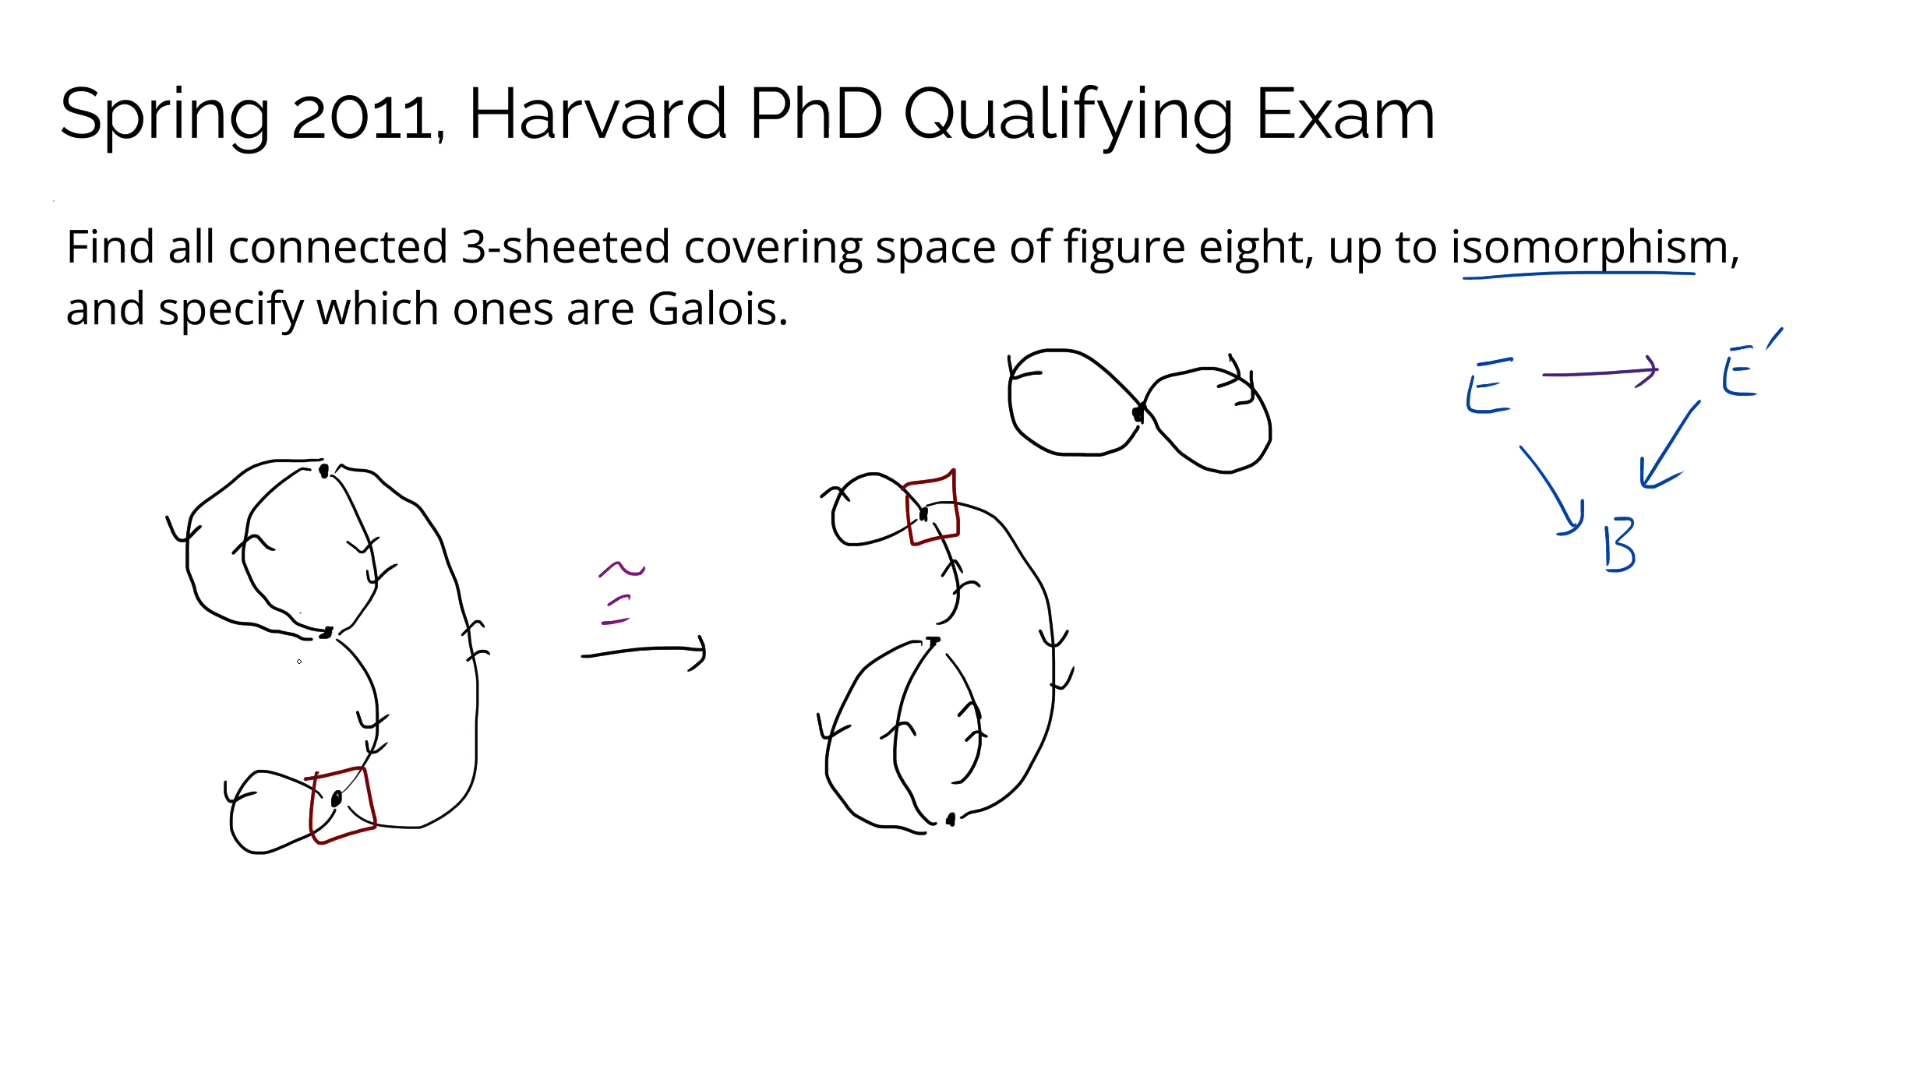 Spring 2011, Harvard PhD Qualifying Exam
Find all connected 3-sheeted covering space of figure eight, up to isomorphism,
and specify which ones are Galois.
E → E′
B
≅